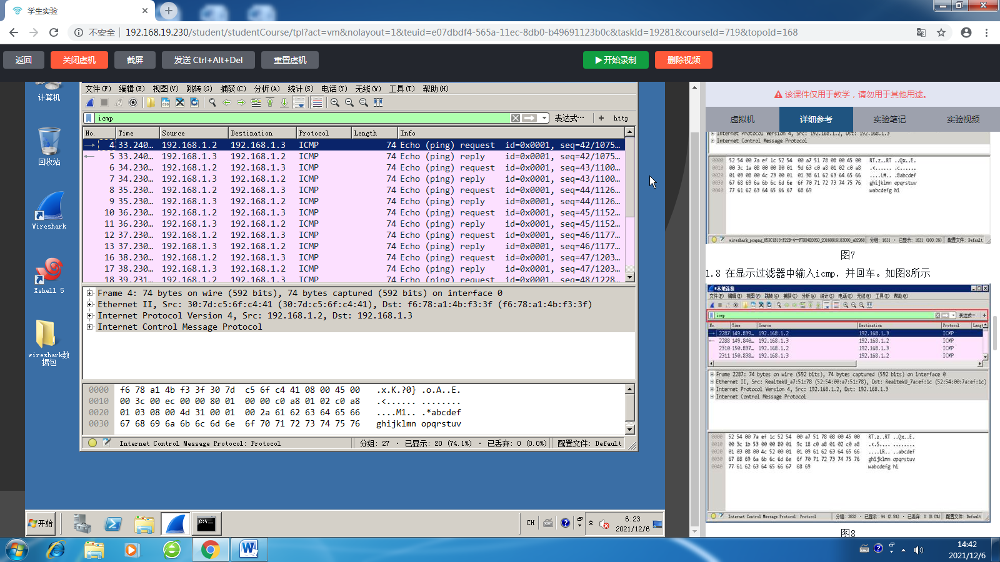 学生实验
不安全 192.168.19.230/student/studentCourse/tpl?act=vm&nolayout=1&teuid=e07dbdf4-565a-11ec-8db0-b49691123b0c&taskId=19281&courseId=719&topoId=168
返回 关闭虚机 截屏 发送 Ctrl+Alt+Del 重置虚机 开始录制 删除视频
计算机
回收站
Wireshark
Xshell 5
wireshark数
据包
文件(F) 编辑(E) 视图(V) 跳转(G) 捕获(C) 分析(A) 统计(S) 电话(Y) 无线(W) 工具(T) 帮助(H)
icmp 表达式… + http
No. Time Source Destination Protocol Length Info
4 33.240… 192.168.1.2 192.168.1.3 ICMP 74 Echo (ping) request id=0x0001, seq=42/1075…
5 33.240… 192.168.1.3 192.168.1.2 ICMP 74 Echo (ping) reply id=0x0001, seq=42/1075…
6 34.230… 192.168.1.2 192.168.1.3 ICMP 74 Echo (ping) request id=0x0001, seq=43/1100…
7 34.230… 192.168.1.3 192.168.1.2 ICMP 74 Echo (ping) reply id=0x0001, seq=43/1100…
8 35.230… 192.168.1.2 192.168.1.3 ICMP 74 Echo (ping) request id=0x0001, seq=44/1126…
9 35.230… 192.168.1.3 192.168.1.2 ICMP 74 Echo (ping) reply id=0x0001, seq=44/1126…
10 36.230… 192.168.1.2 192.168.1.3 ICMP 74 Echo (ping) request id=0x0001, seq=45/1152…
11 36.230… 192.168.1.3 192.168.1.2 ICMP 74 Echo (ping) reply id=0x0001, seq=45/1152…
12 37.230… 192.168.1.2 192.168.1.3 ICMP 74 Echo (ping) request id=0x0001, seq=46/1177…
13 37.230… 192.168.1.3 192.168.1.2 ICMP 74 Echo (ping) reply id=0x0001, seq=46/1177…
16 38.230… 192.168.1.2 192.168.1.3 ICMP 74 Echo (ping) request id=0x0001, seq=47/1203…
17 38.230… 192.168.1.3 192.168.1.2 ICMP 74 Echo (ping) reply id=0x0001, seq=47/1203…
18 39.231… 192.168.1.2 192.168.1.3 ICMP 74 Echo (ping) request id=0x0001, seq=48/1228…
Frame 4: 74 bytes on wire (592 bits), 74 bytes captured (592 bits) on interface 0
Ethernet II, Src: 30:7d:c5:6f:c4:41 (30:7d:c5:6f:c4:41), Dst: f6:78:a1:4b:f3:3f (f6:78:a1:4b:f3:3f)
Internet Protocol Version 4, Src: 192.168.1.2, Dst: 192.168.1.3
Internet Control Message Protocol
0000 f6 78 a1 4b f3 3f 30 7d c5 6f c4 41 08 00 45 00 .x.K.?0} .o.A..E.
0010 00 3c 00 ec 00 00 80 01 00 00 c0 a8 01 02 c0 a8 .<...... ........
0020 01 03 08 00 4d 31 00 01 00 2a 61 62 63 64 65 66 ....M1.. .*abcdef
0030 67 68 69 6a 6b 6c 6d 6e 6f 70 71 72 73 74 75 76 ghijklmn opqrstuv
Internet Control Message Protocol: Protocol 分组: 27 · 已显示: 20 (74.1%) · 已丢弃: 0 (0.0%) 配置文件: Default
开始 CH 6:23
2021/12/6
该课件仅用于教学，请勿用于其他用途。
虚拟机 详细参考 实验笔记 实验视频
Internet Protocol Version 4, Src: 192.168.1.2, Dst: 192.168.1.3
Internet Control Message Protocol
0000 52 54 00 7a ef 1c 52 54 00 a7 51 78 08 00 45 00 RT.z..RT ..Qx..E.
0010 00 3c 1a 08 00 00 80 01 9d 63 c0 a8 01 02 c0 a8 .<...... .c......
0020 01 03 08 00 4c 23 00 01 01 38 61 62 63 64 65 66 ....L#.. .8abcdef
0030 67 68 69 6a 6b 6c 6d 6e 6f 70 71 72 73 74 75 76 ghijklmn opqrstuv
0040 77 61 62 63 64 65 66 67 68 69 wabcdefg hi
分组: 1631 · 已显示: 1631 (100.0%) 配置文件: Default
图7
1.8 在显示过滤器中输入icmp，并回车。如图8所示
*本地连接
文件(F) 编辑(E) 视图(V) 跳转(G) 捕获(C) 分析(A) 统计(S) 电话(Y) 无线(W) 工具(T) 帮助(H)
icmp 表达式… +
No. Time Source Destination Protocol Lengt
2287 149.839… 192.168.1.2 192.168.1.3 ICMP
2288 149.840… 192.168.1.3 192.168.1.2 ICMP
2310 150.837… 192.168.1.2 192.168.1.3 ICMP
2311 150.838… 192.168.1.3 192.168.1.2 ICMP
Frame 2287: 74 bytes on wire (592 bits), 74 bytes captured (592 bits) on interface 0
Ethernet II, Src: RealtekU_a7:51:78 (52:54:00:a7:51:78), Dst: RealtekU_7a:ef:1c (52:54:00:7a:ef:1c)
Internet Protocol Version 4, Src: 192.168.1.2, Dst: 192.168.1.3
Internet Control Message Protocol
0000 52 54 00 7a ef 1c 52 54 00 a7 51 78 08 00 45 00 RT.z..RT ..Qx..E.
0010 00 3c 1b 53 00 00 80 01 9c 18 c0 a8 01 02 c0 a8 .<.S.... ........
0020 01 03 08 00 4c 52 00 01 01 09 61 62 63 64 65 66 ....LR.. ..abcdef
0030 67 68 69 6a 6b 6c 6d 6e 6f 70 71 72 73 74 75 76 ghijklmn opqrstuv
0040 77 61 62 63 64 65 66 67 68 69 wabcdefg hi
Internet Control Message Protocol: Protocol 分组: 3832 · 已显示: 94 (2.5%) · 已丢弃: 0 (0.0%) 配置文件: Default
图8
14:42
2021/12/6